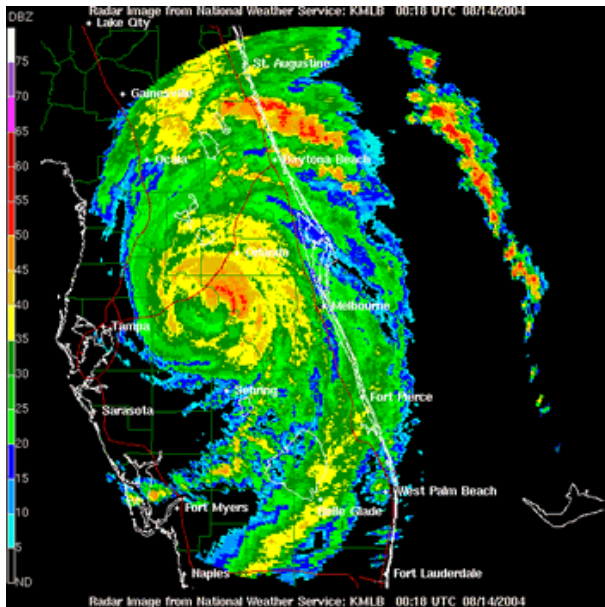 DBZ
Radar Image from National Weather Service: KMLB 00:18 UTC 08/14/2004
Lake City
St. Augustine
75
Gainesville
70
65
Ocala
Daytona Beach
60
55
Orlando
50
45
Melbourne
40
Tampa
35
Sebring
Fort Pierce
30
Sarasota
25
20
15
West Palm Beach
10
Fort Myers
Belle Glade
5
Naples
Fort Lauderdale
ND
Radar Image from National Weather Service: KMLB 00:18 UTC 08/14/2004